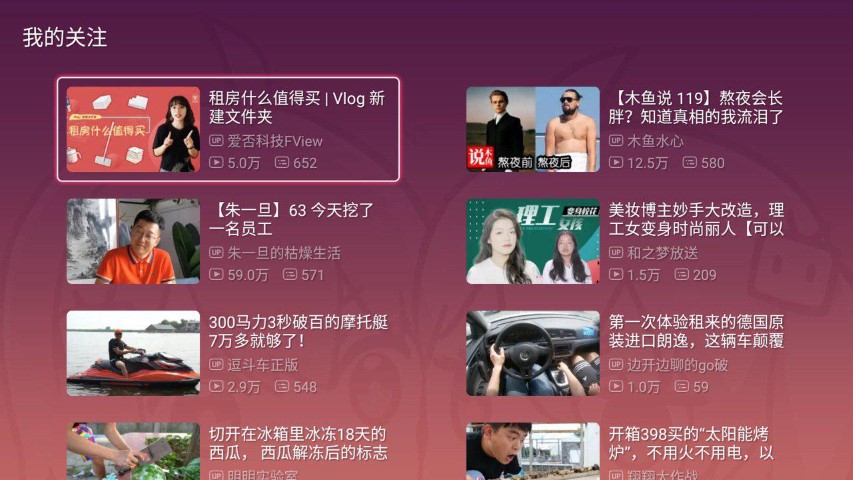 我的关注
租房什么值得买
租房什么值得买 | Vlog 新
建文件夹
UP 爱否科技FView
5.0万 652
说木鱼
熬夜前 熬夜后
【木鱼说 119】熬夜会长
胖？知道真相的我流泪了
UP 木鱼水心
12.5万 580
【朱一旦】63 今天挖了
一名员工
UP 朱一旦的枯燥生活
59.0万 571
理工
女孩
变身校花
美妆博主妙手大改造，理
工女变身时尚丽人【可以
UP 和之梦放送
1.5万 209
300马力3秒破百的摩托艇
7万多就够了！
UP 逗斗车正版
2.9万 548
第一次体验租来的德国原
装进口朗逸，这辆车颠覆
UP 边开边聊的go破
1.0万 59
切开在冰箱里冰冻18天的
西瓜， 西瓜解冻后的标志
UP 明明实验室
开箱398买的“太阳能烤
炉”，不用火不用电，以
UP 翔翔大作战